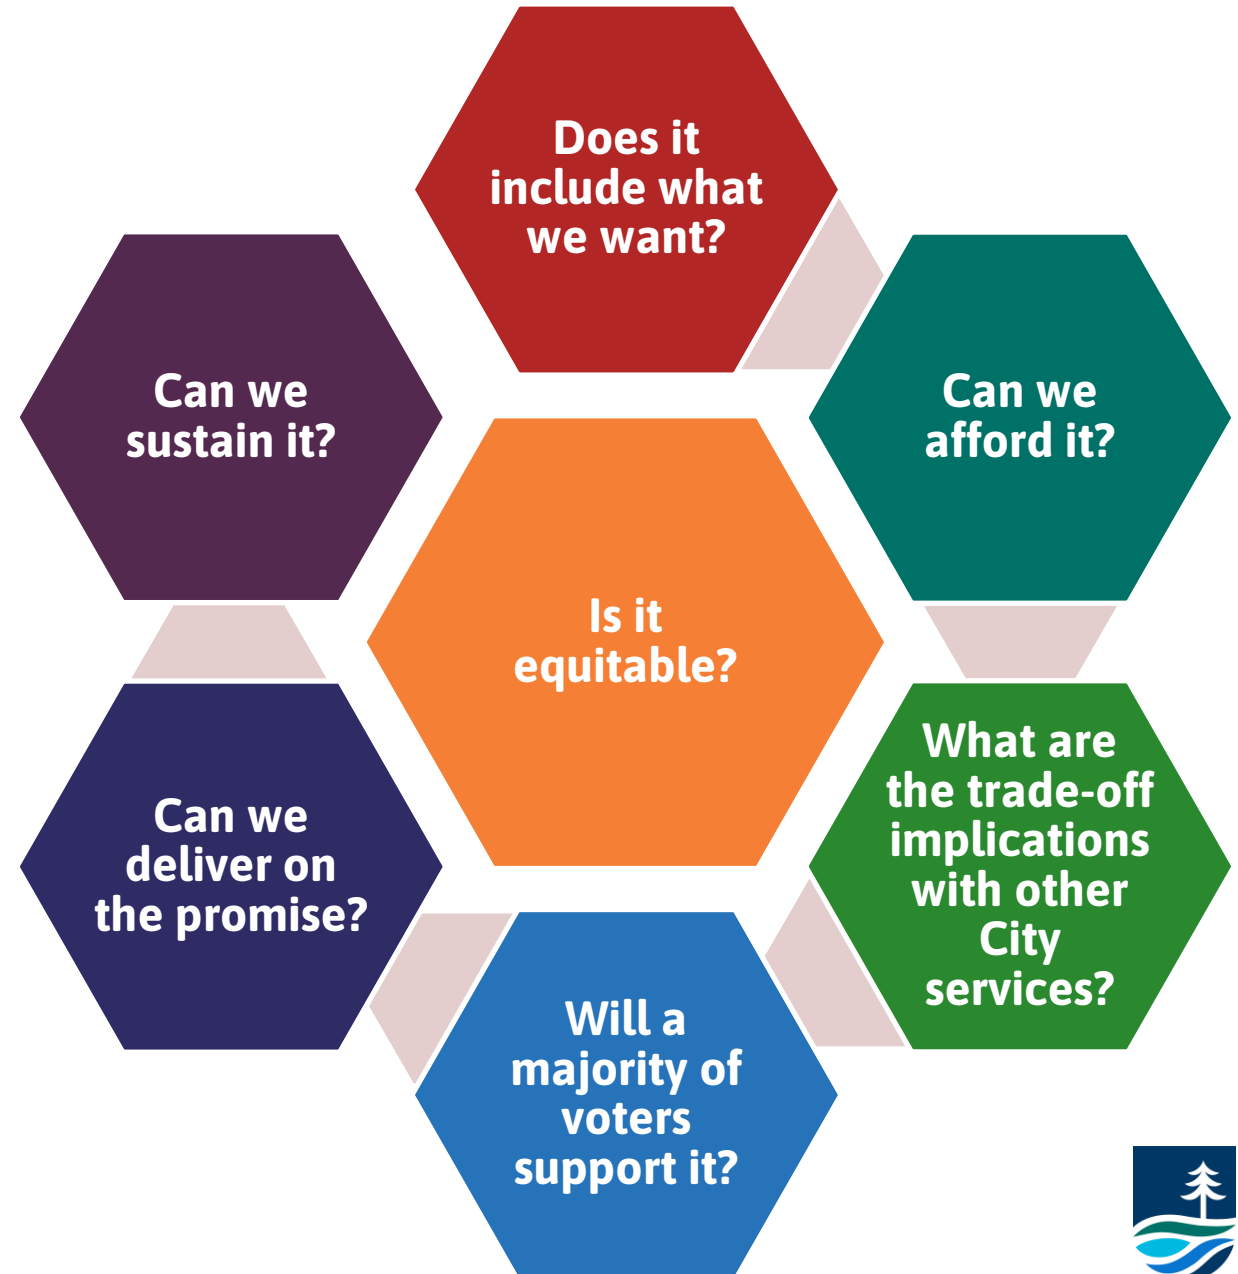 Does it
include what
we want?
Can we
afford it?
What are
the trade-off
implications
with other
City
services?
Will a
majority of
voters
support it?
Can we
deliver on
the promise?
Can we
sustain it?
Is it
equitable?